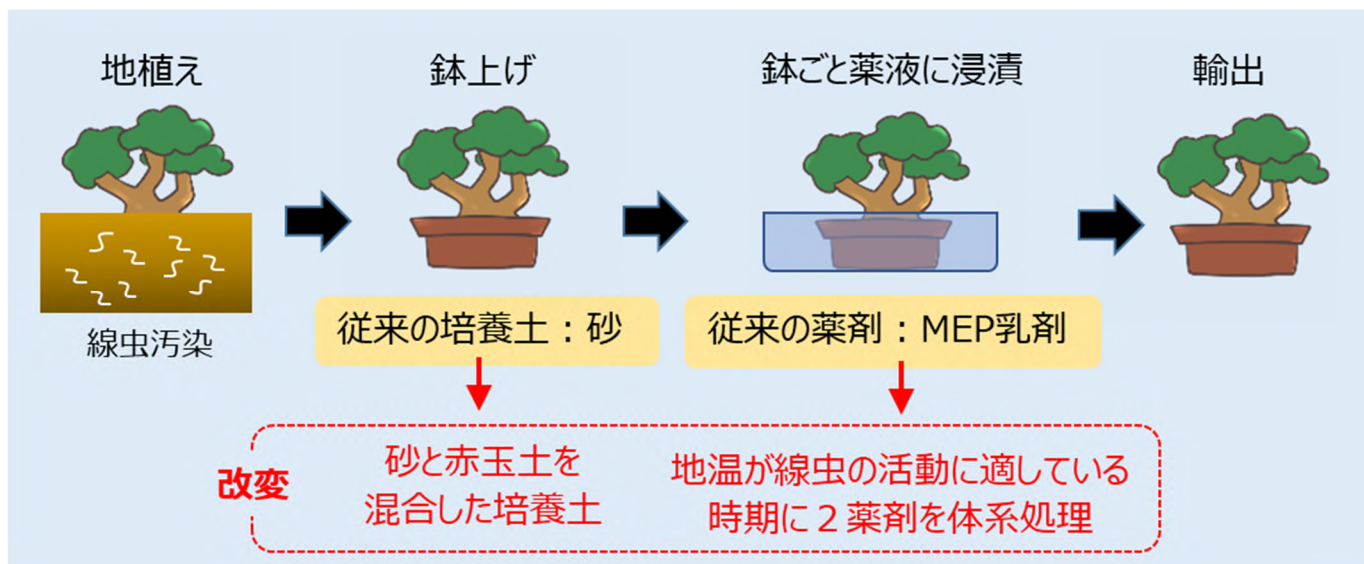 地植え
鉢上げ
鉢ごと薬液に浸漬
輸出
線虫汚染
従来の培養土：砂
従来の薬剤：MEP乳剤
改変
砂と赤玉土を
混合した培養土
地温が線虫の活動に適している
時期に２薬剤を体系処理